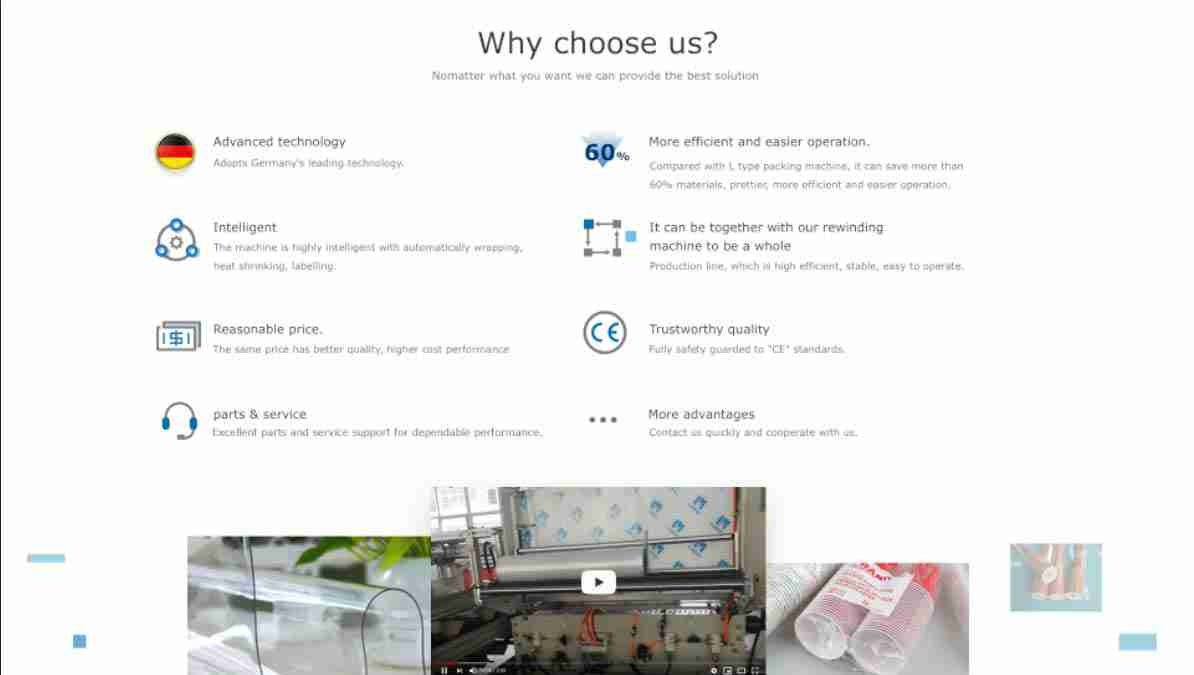 Why choose us?
Nomatter what you want we can provide the best solution
Advanced technology
Adopts Germany's leading technology.
60%
More efficient and easier operation.
Compared with L type packing machine, it can save more than
60% materials, prettier, more efficient and easier operation.
Intelligent
The machine is highly intelligent with automatically wrapping,
heat shrinking, labelling.
It can be together with our rewinding
machine to be a whole
Production line, which is high efficient, stable, easy to operate.
$
Reasonable price.
The same price has better quality, higher cost performance
CE
Trustworthy quality
Fully safety guarded to "CE" standards.
parts & service
Excellent parts and service support for dependable performance.
More advantages
Contact us quickly and cooperate with us.